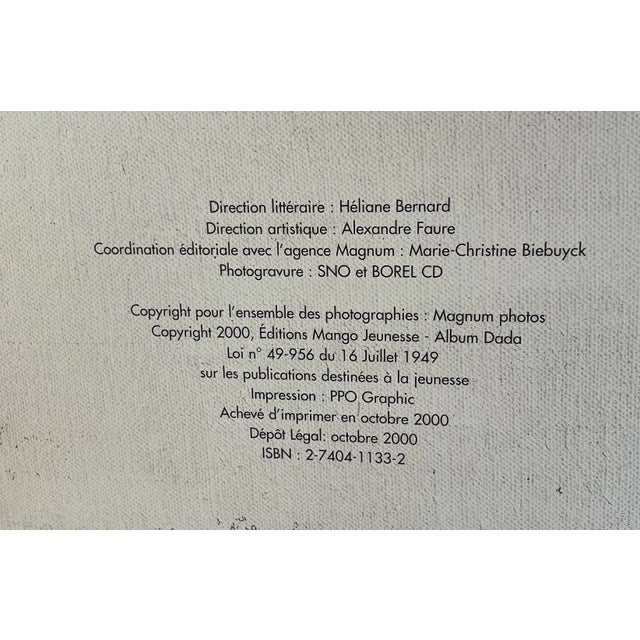 Direction littéraire : Héliane Bernard
Direction artistique : Alexandre Faure
Coordination éditoriale avec l'agence Magnum : Marie-Christine Biebuyck
Photogravure : SNO et BOREL CD
Copyright pour l'ensemble des photographies : Magnum photos
Copyright 2000, Éditions Mango Jeunesse - Album Dada
Loi n° 49-956 du 16 Juillet 1949
sur les publications destinées à la jeunesse
Impression : PPO Graphic
Achevé d'imprimer en octobre 2000
Dépôt Légal: octobre 2000
ISBN : 2-7404-1133-2